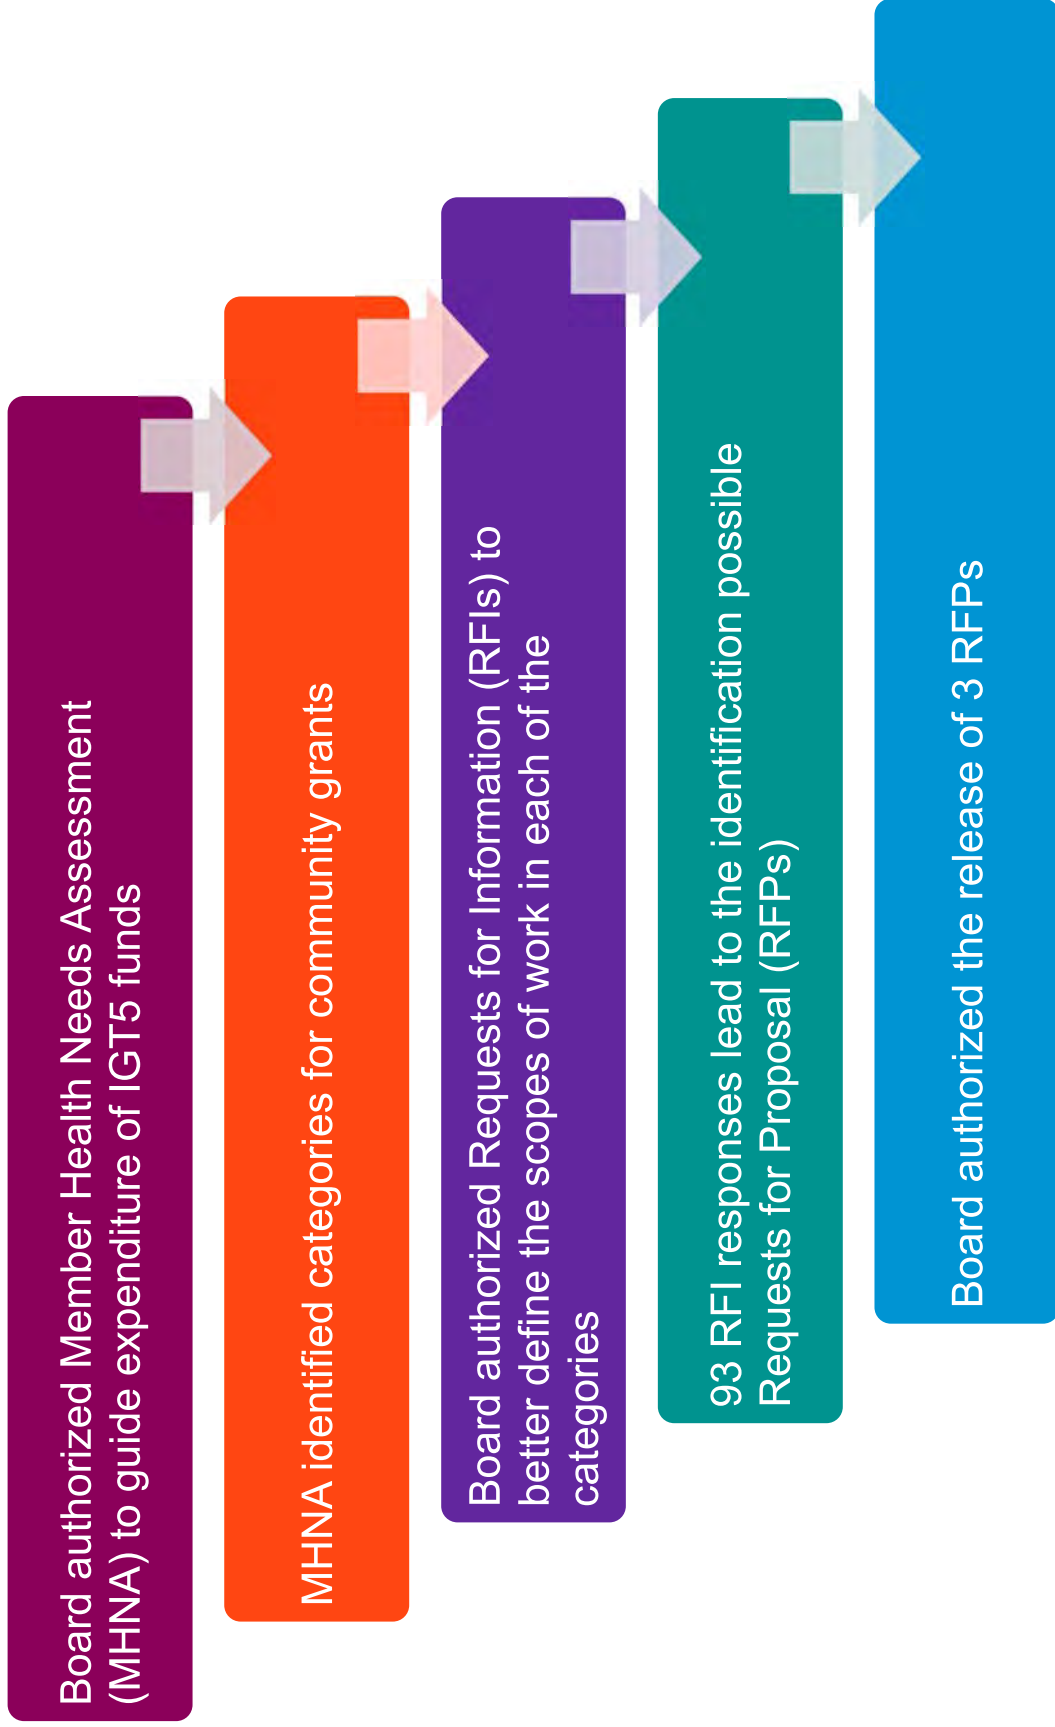 Board authorized Member Health Needs Assessment
(MHNA) to guide expenditure of IGT5 funds
MHNA identified categories for community grants
Board authorized Requests for Information (RFIs) to
better define the scopes of work in each of the
categories
93 RFI responses lead to the identification possible
Requests for Proposal (RFPs)
Board authorized the release of 3 RFPs